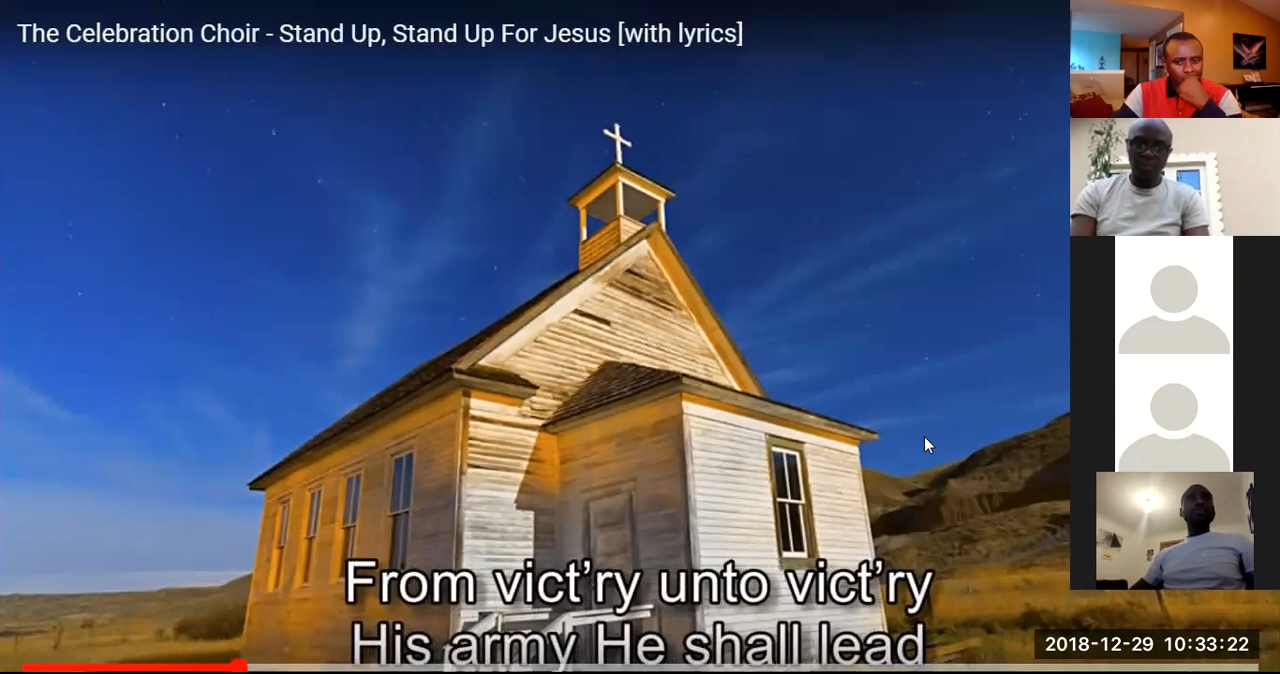 The Celebration Choir - Stand Up, Stand Up For Jesus [with lyrics]
From vict’ry unto vict’ry
His army He shall lead
2018-12-29 10:33:22